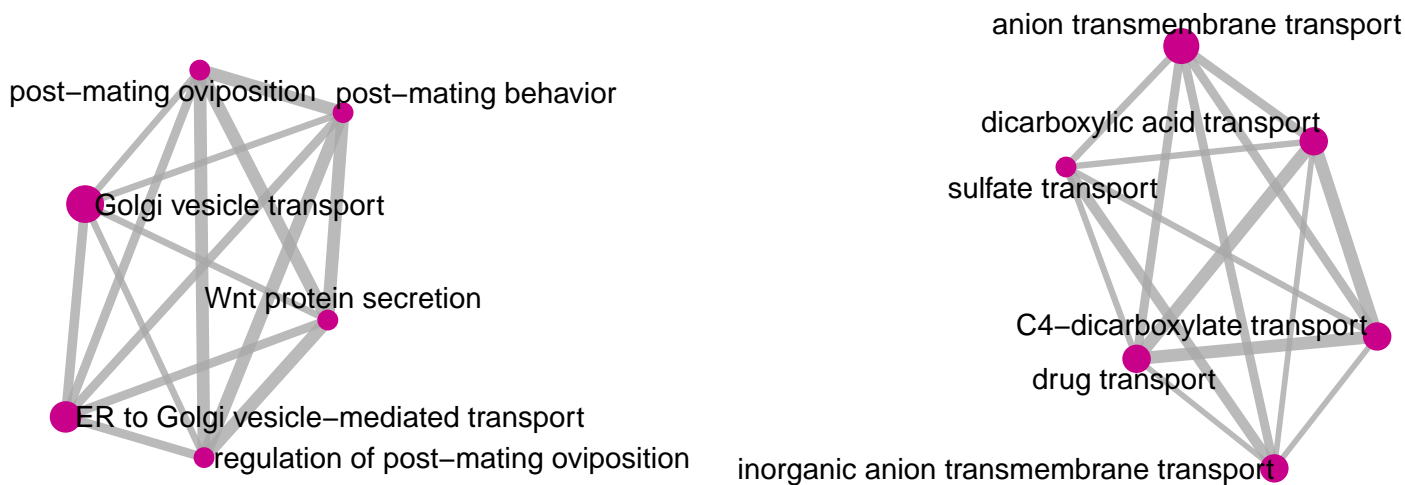 anion transmembrane transport
post−mating oviposition
post−mating behavior
dicarboxylic acid transport
sulfate transport
Golgi vesicle transport
Wnt protein secretion
C4−dicarboxylate transport
drug transport
ER to Golgi vesicle−mediated transport
regulation of post−mating oviposition
inorganic anion transmembrane transport